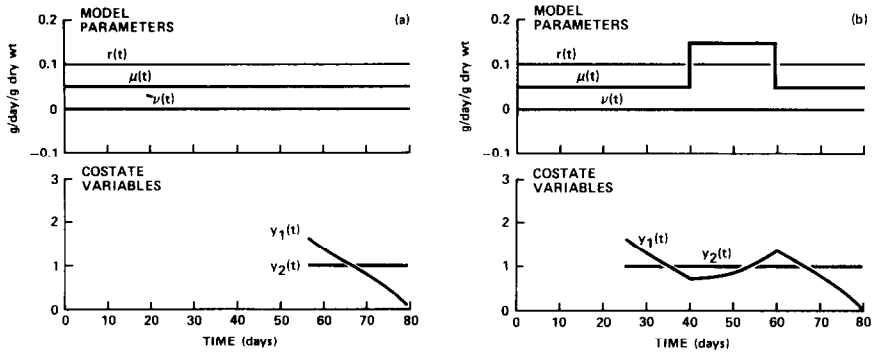 MODEL
PARAMETERS
(a)
g/day/g dry wt
0.2
0.1
0
−0.1
r(t)
μ(t)
ν(t)
COSTATE
VARIABLES
3
2
1
0
y1(t)
y2(t)
0 10 20 30 40 50 60 70 80
TIME (days)
MODEL
PARAMETERS
(b)
g/day/g dry wt
0.2
0.1
0
−0.1
r(t)
μ(t)
ν(t)
COSTATE
VARIABLES
3
2
1
0
y1(t)
y2(t)
0 10 20 30 40 50 60 70 80
TIME (days)